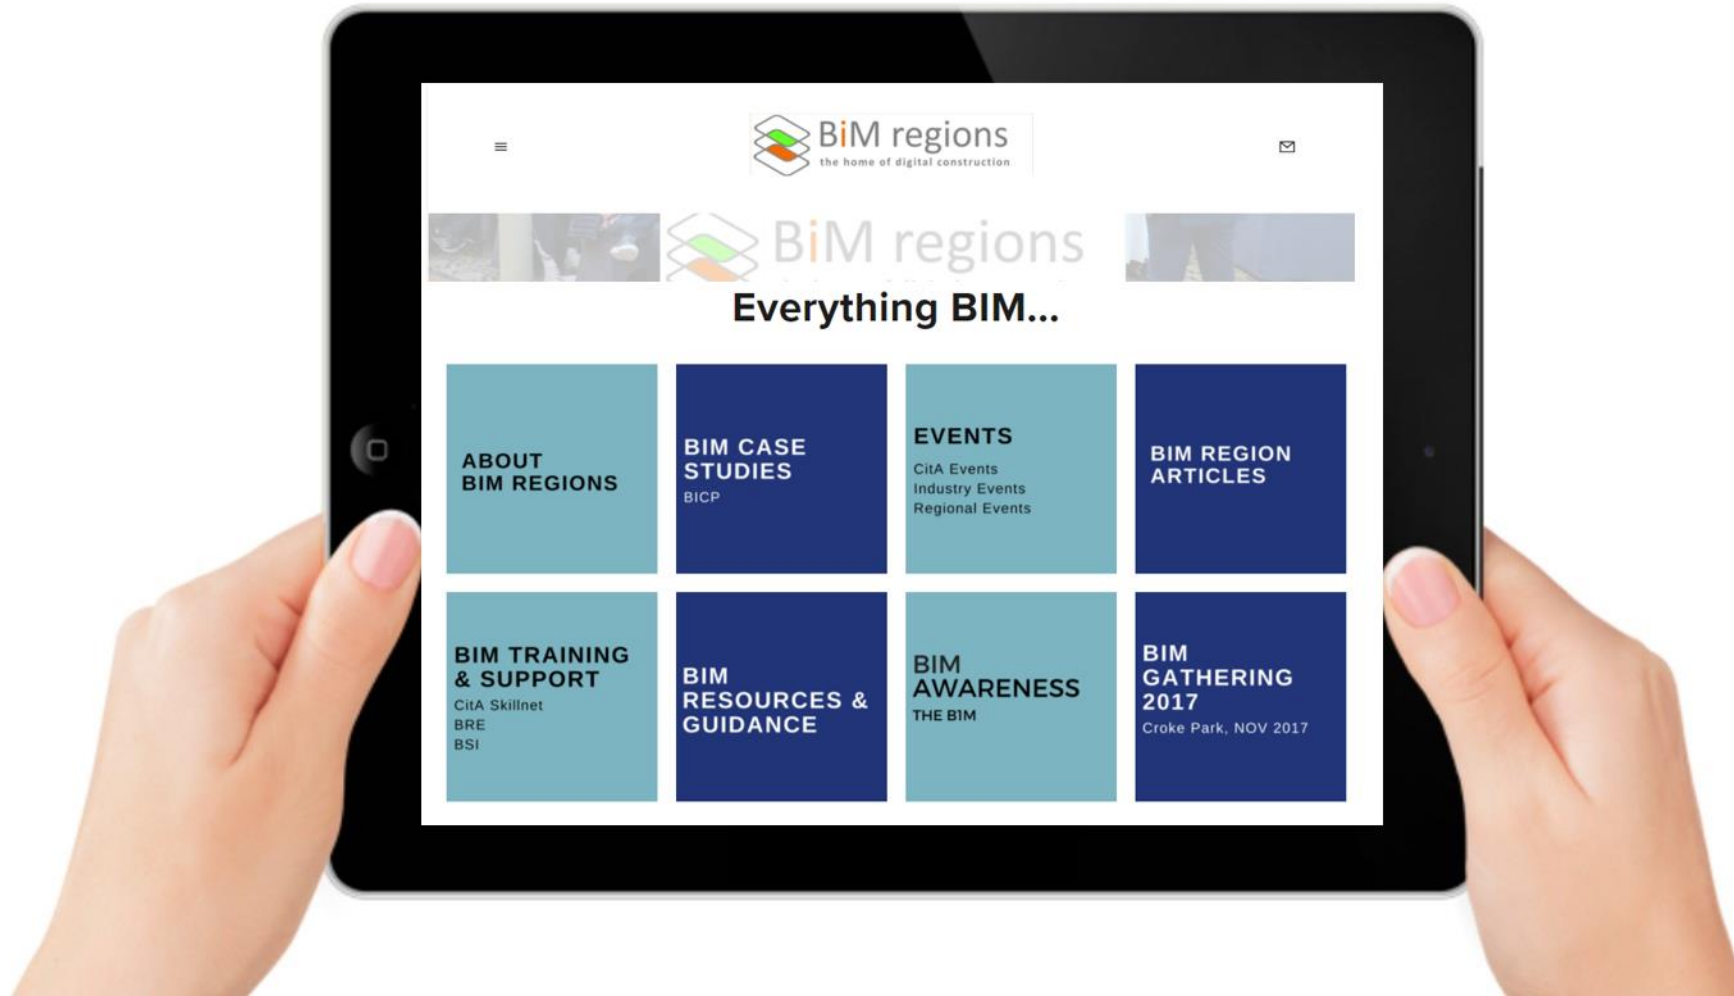 BiM regions
the home of digital construction
BiM regions
Everything BIM...
ABOUT
BIM REGIONS
BIM CASE
STUDIES
BICP
EVENTS
CitA Events
Industry Events
Regional Events
BIM REGION
ARTICLES
BIM TRAINING
& SUPPORT
CitA Skillnet
BRE
BSI
BIM
RESOURCES &
GUIDANCE
BIM
AWARENESS
THE B1M
BIM
GATHERING
2017
Croke Park, NOV 2017